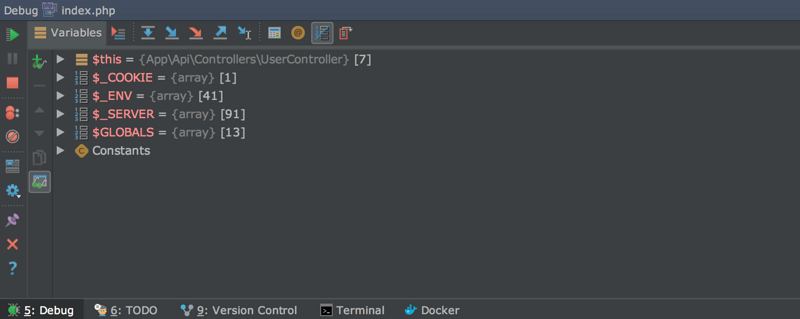 Debug index.php
Variables
$this = {App\Api\Controllers\UserController} [7]
$_COOKIE = {array} [1]
$_ENV = {array} [41]
$_SERVER = {array} [91]
$GLOBALS = {array} [13]
C Constants
5: Debug 6: TODO 9: Version Control Terminal Docker